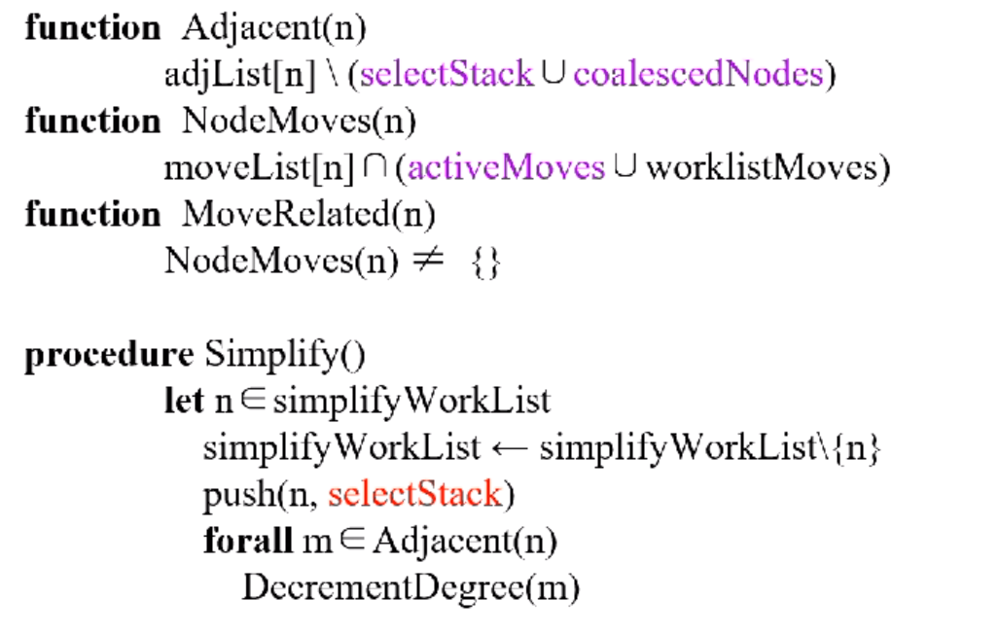 function Adjacent(n)
adjList[n] \ (selectStack ∪ coalescedNodes)
function NodeMoves(n)
moveList[n] ∩ (activeMoves ∪ worklistMoves)
function MoveRelated(n)
NodeMoves(n) ≠ {}
procedure Simplify()
let n ∈ simplifyWorkList
simplifyWorkList ← simplifyWorkList\{n}
push(n, selectStack)
forall m ∈ Adjacent(n)
DecrementDegree(m)